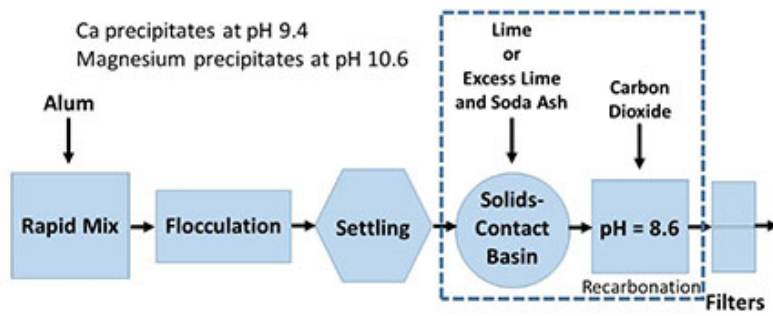 Ca precipitates at pH 9.4
Magnesium precipitates at pH 10.6
Alum
Lime
or
Excess Lime
and Soda Ash
Carbon
Dioxide
Rapid Mix
Flocculation
Settling
Solids-
Contact
Basin
pH = 8.6
Recarbonation
Filters